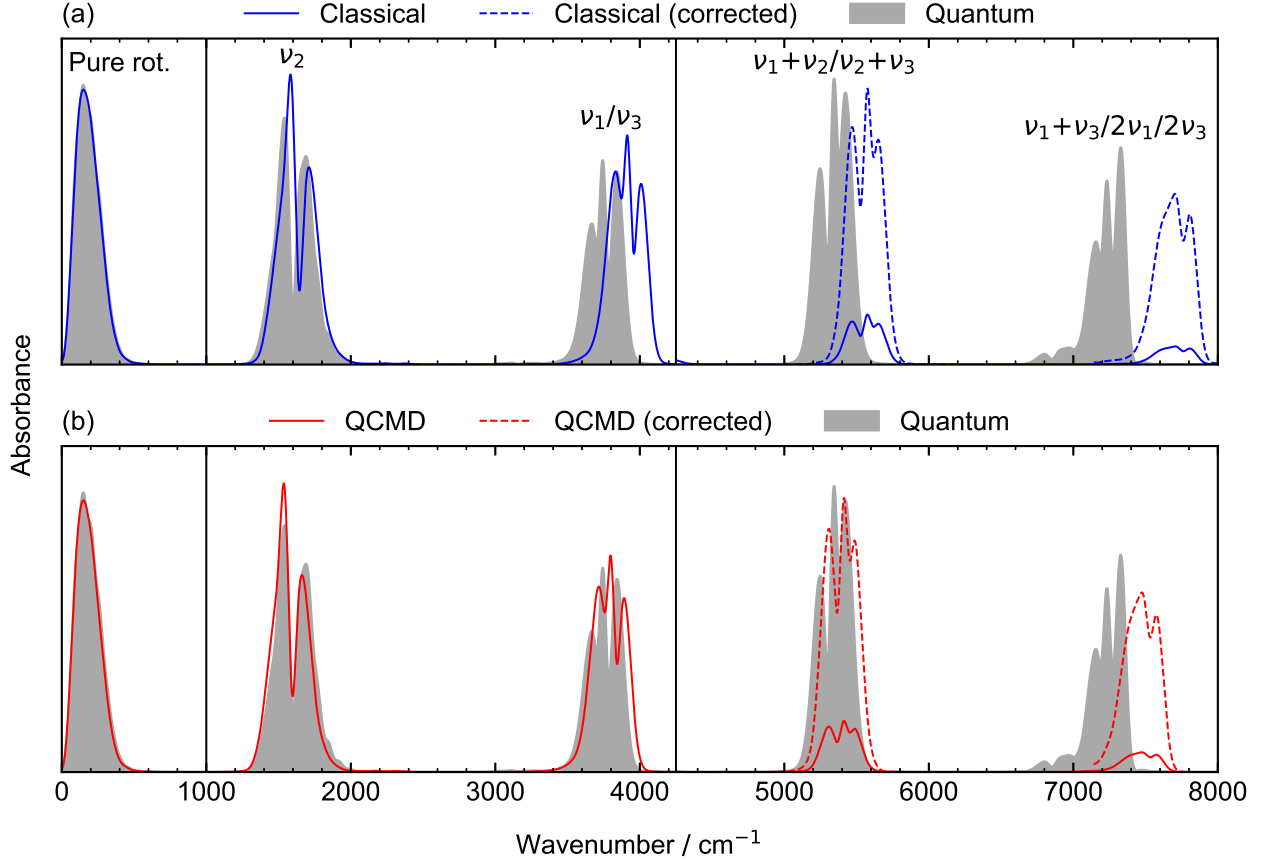 (a) Classical Classical (corrected) Quantum
Pure rot.
ν₂
ν₁/ν₃
ν₁+ν₂/ν₂+ν₃
ν₁+ν₃/2ν₁/2ν₃
Absorbance
(b) QCMD QCMD (corrected) Quantum
0 1000 2000 3000 4000 5000 6000 7000 8000
Wavenumber / cm⁻¹